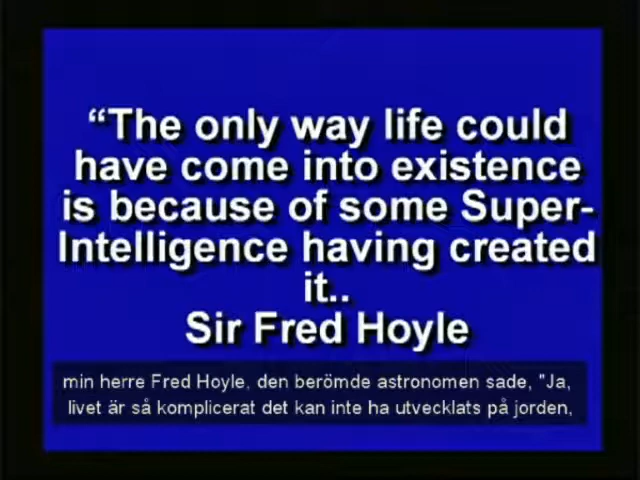 “The only way life could
have come into existence
is because of some Super-
Intelligence having created
it..
Sir Fred Hoyle
min herre Fred Hoyle, den berömde astronomen sade, "Ja,
livet är så komplicerat det kan inte ha utvecklats på jorden,